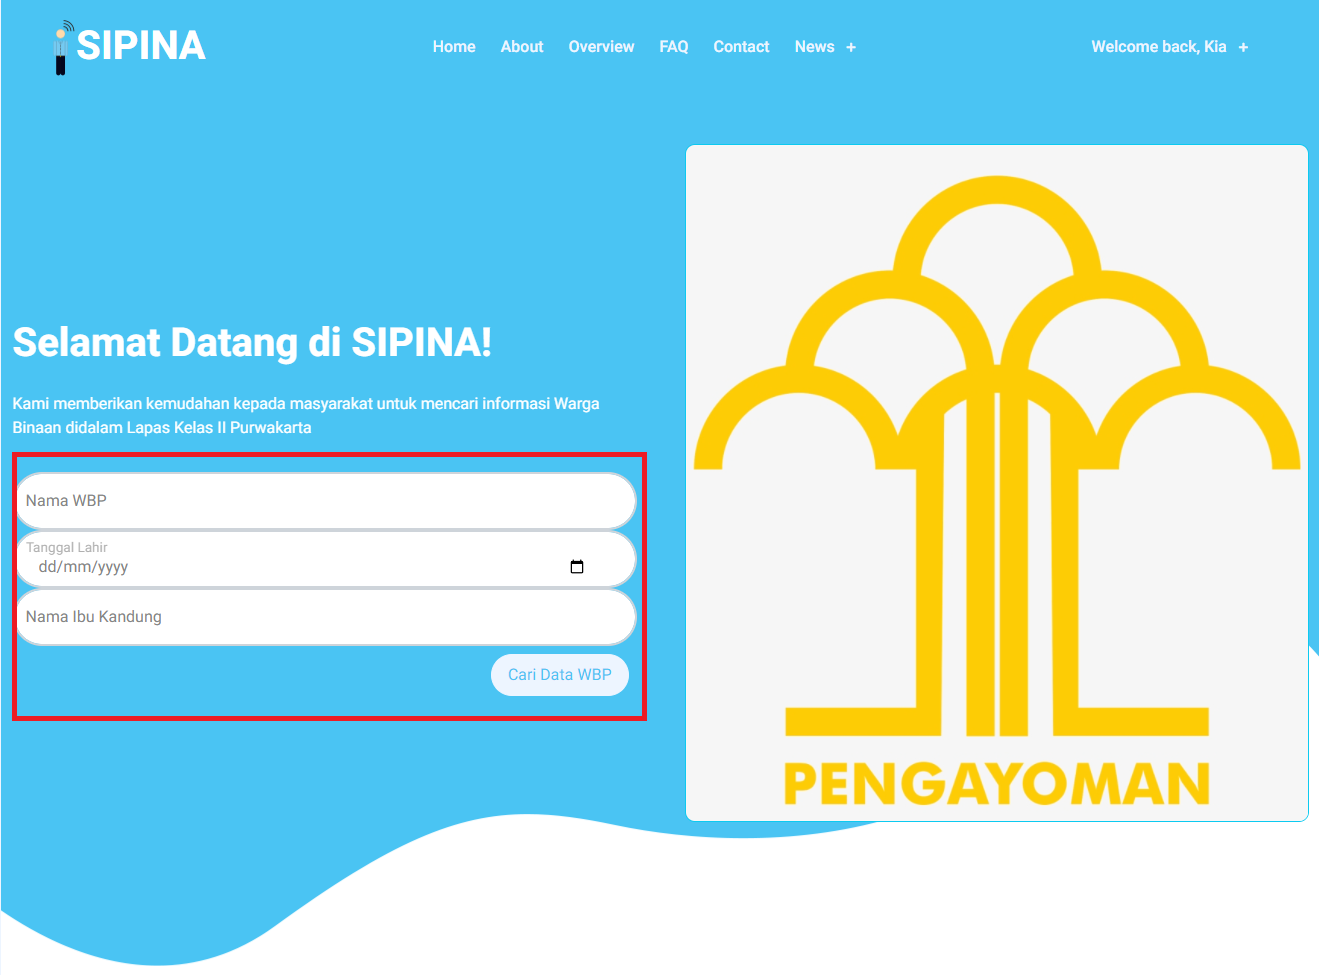 SIPINA
Home About Overview FAQ Contact News +
Welcome back, Kia +
Selamat Datang di SIPINA!
Kami memberikan kemudahan kepada masyarakat untuk mencari informasi Warga
Binaan didalam Lapas Kelas II Purwakarta
Nama WBP
Tanggal Lahir
dd/mm/yyyy
Nama Ibu Kandung
Cari Data WBP
PENGAYOMAN